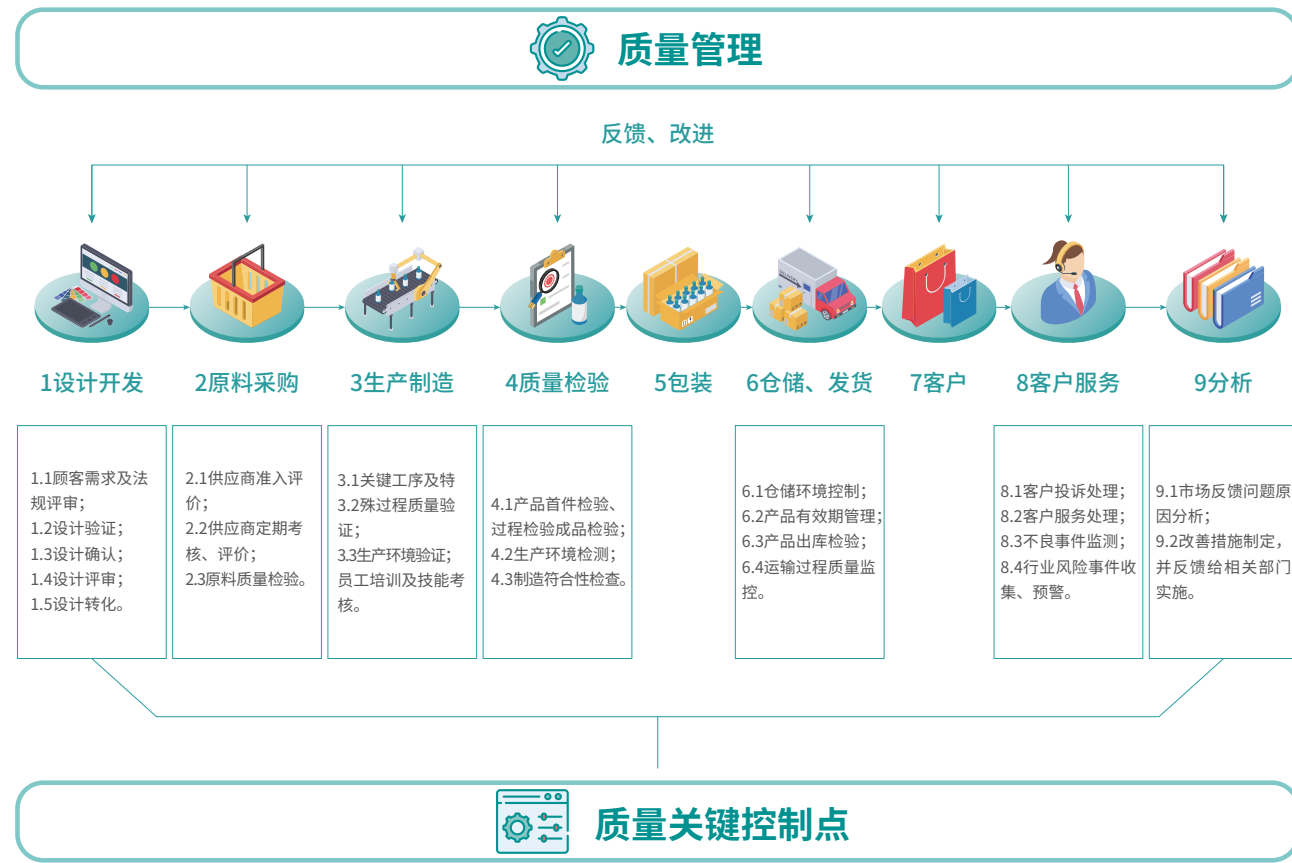 质量管理
反馈、改进
1设计开发
2原料采购
3生产制造
4质量检验
5包装
6仓储、发货
7客户
8客户服务
9分析
1.1顾客需求及法
规评审；
1.2设计验证；
1.3设计确认；
1.4设计评审；
1.5设计转化。
2.1供应商准入评
价；
2.2供应商定期考
核、评价；
2.3原料质量检验。
3.1关键工序及特
3.2殊过程质量验
证；
3.3生产环境验证；
员工培训及技能考
核。
4.1产品首件检验、
过程检验成品检验；
4.2生产环境检测；
4.3制造符合性检查。
6.1仓储环境控制；
6.2产品有效期管理；
6.3产品出库检验；
6.4运输过程质量监
控。
8.1客户投诉处理；
8.2客户服务处理；
8.3不良事件监测；
8.4行业风险事件收
集、预警。
9.1市场反馈问题原
因分析；
9.2改善措施制定，
并反馈给相关部门
实施。
质量关键控制点